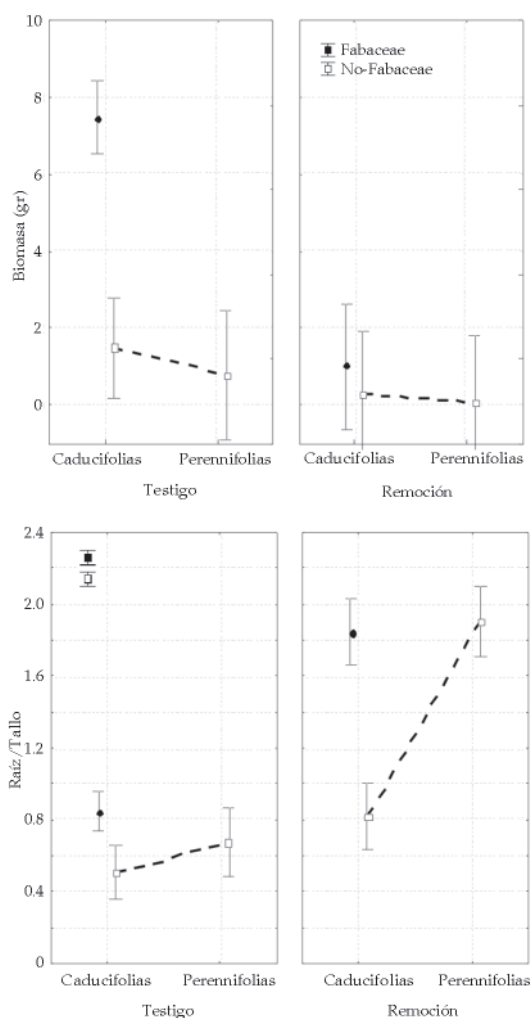 10
8
6
4
2
0
Biomasa (gr)
Fabaceae
No-Fabaceae
Caducifolias Perennifolias Caducifolias Perennifolias
Testigo Remoción
2.4
2.0
1.6
1.2
0.8
0.4
0
Raíz/Tallo
Caducifolias Perennifolias Caducifolias Perennifolias
Testigo Remoción